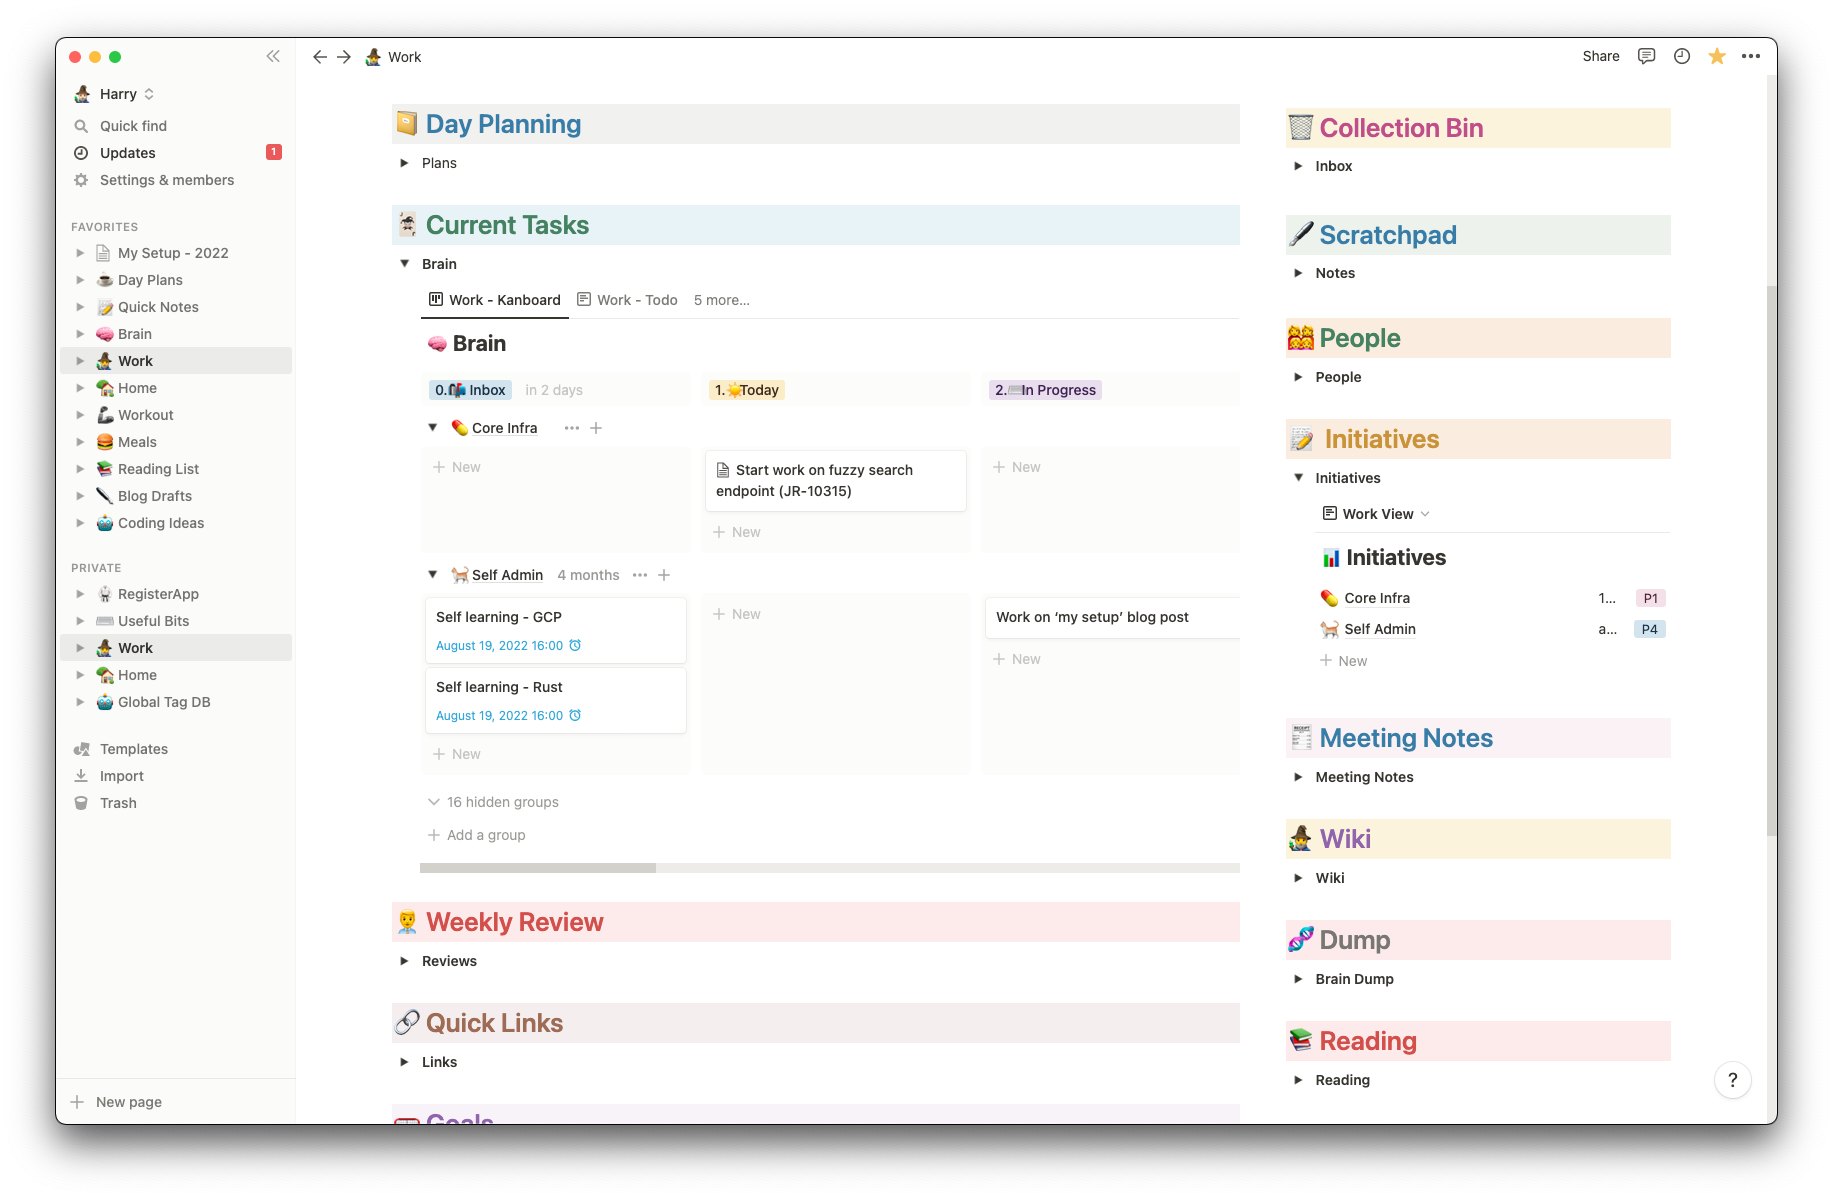 Harry
Quick find
Updates
1
Settings & members
FAVORITES
My Setup - 2022
Day Plans
Quick Notes
Brain
Work
Home
Workout
Meals
Reading List
Blog Drafts
Coding Ideas
PRIVATE
RegisterApp
Useful Bits
Work
Home
Global Tag DB
Templates
Import
Trash
New page
Work
Share
Day Planning
Plans
Current Tasks
Brain
Work - Kanboard
Work - Todo
5 more...
Brain
0. Inbox
in 2 days
1. Today
2. In Progress
Core Infra
New
Start work on fuzzy search
endpoint (JR-10315)
New
New
Self Admin
4 months
Self learning - GCP
August 19, 2022 16:00
Self learning - Rust
August 19, 2022 16:00
New
New
Work on ‘my setup’ blog post
New
16 hidden groups
Add a group
Weekly Review
Reviews
Quick Links
Links
Goals
Collection Bin
Inbox
Scratchpad
Notes
People
People
Initiatives
Initiatives
Work View
Initiatives
Core Infra
1...
P1
Self Admin
a...
P4
New
Meeting Notes
Meeting Notes
Wiki
Wiki
Dump
Brain Dump
Reading
Reading
?